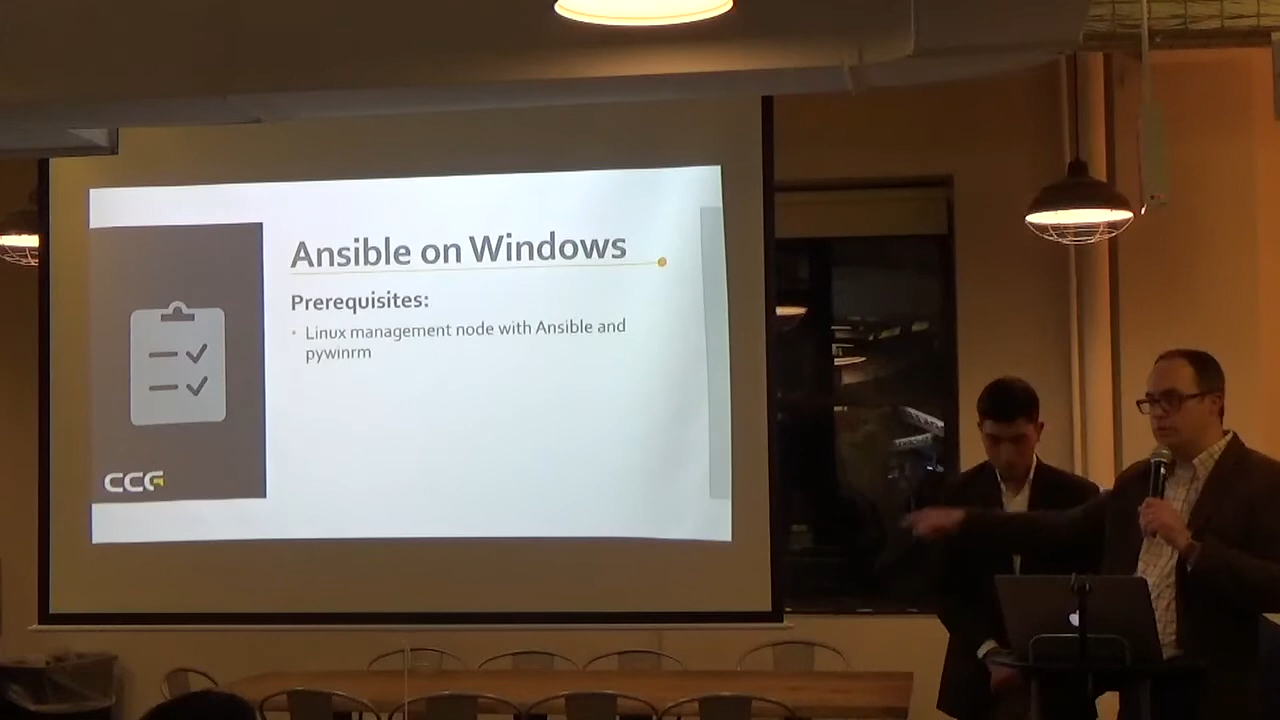 Ansible on Windows
Prerequisites:
• Linux management node with Ansible and
pywinrm
CCG